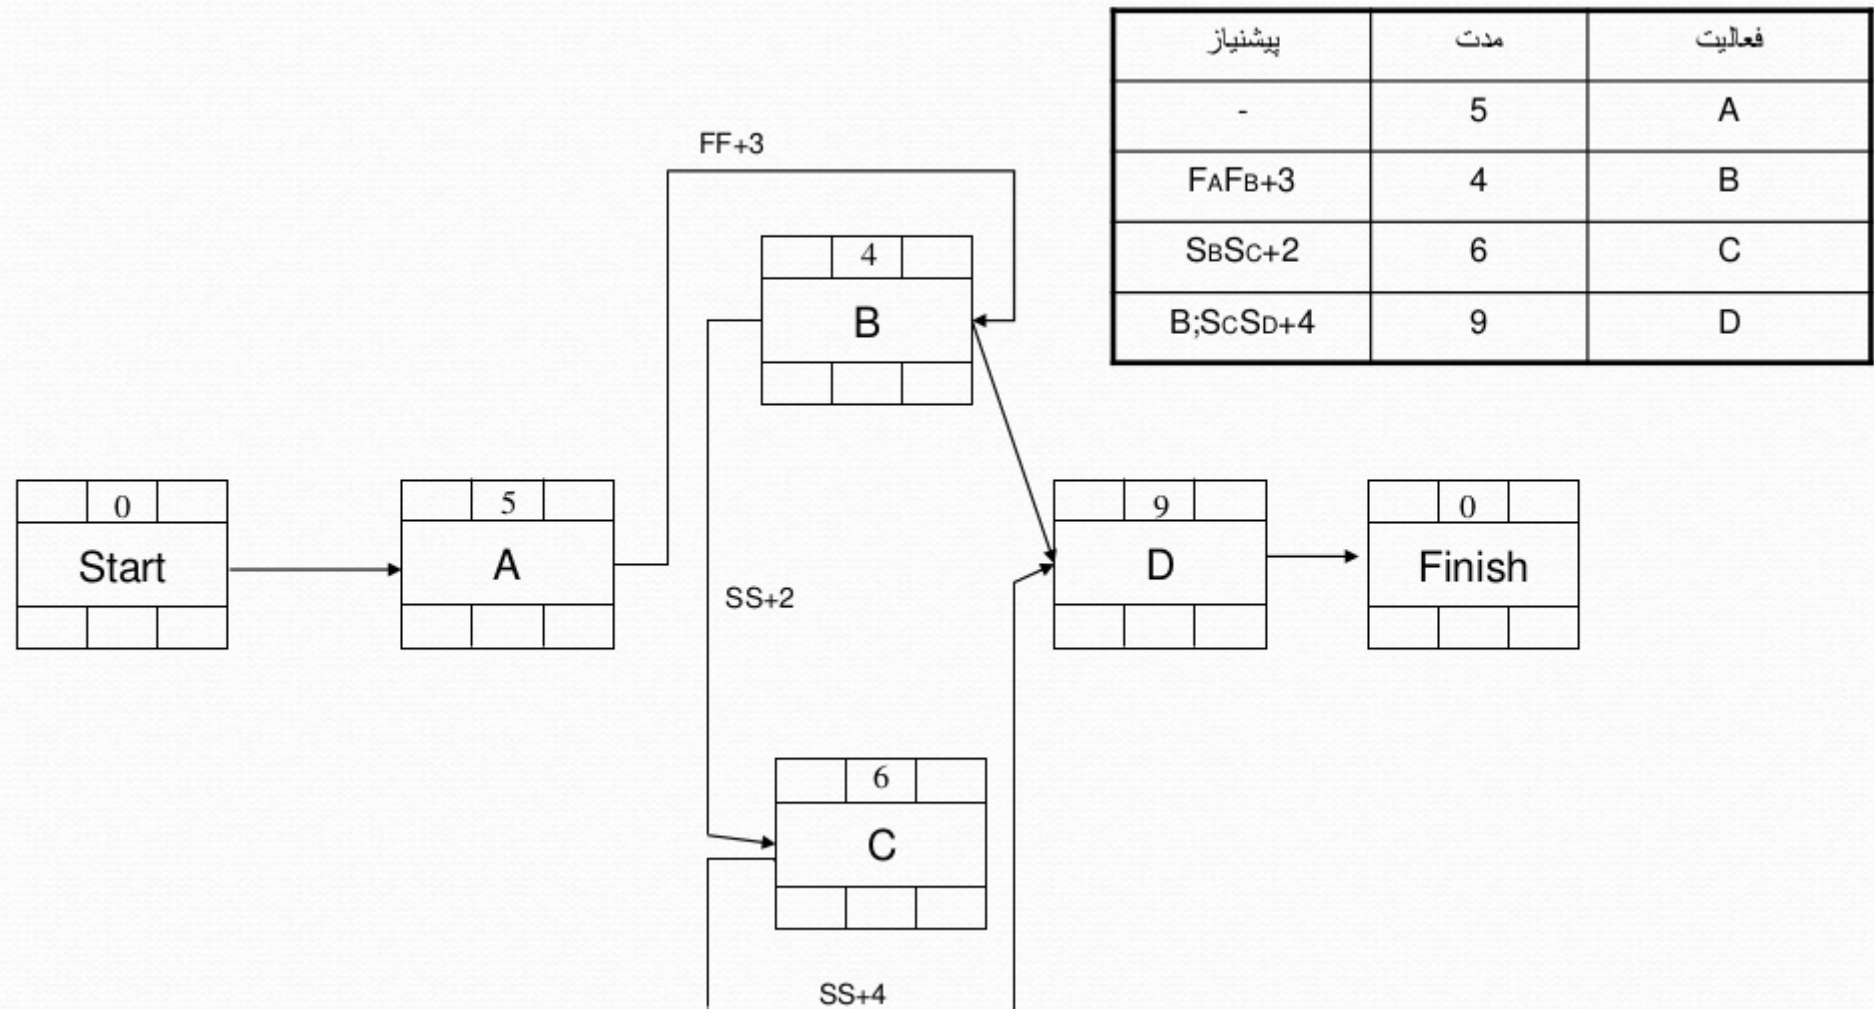 پیشنیاز مدت فعالیت
- 5 A
FAFB+3 4 B
SBSC+2 6 C
B;SCSD+4 9 D
FF+3
4
B
0
Start
5
A
9
D
0
Finish
SS+2
6
C
SS+4